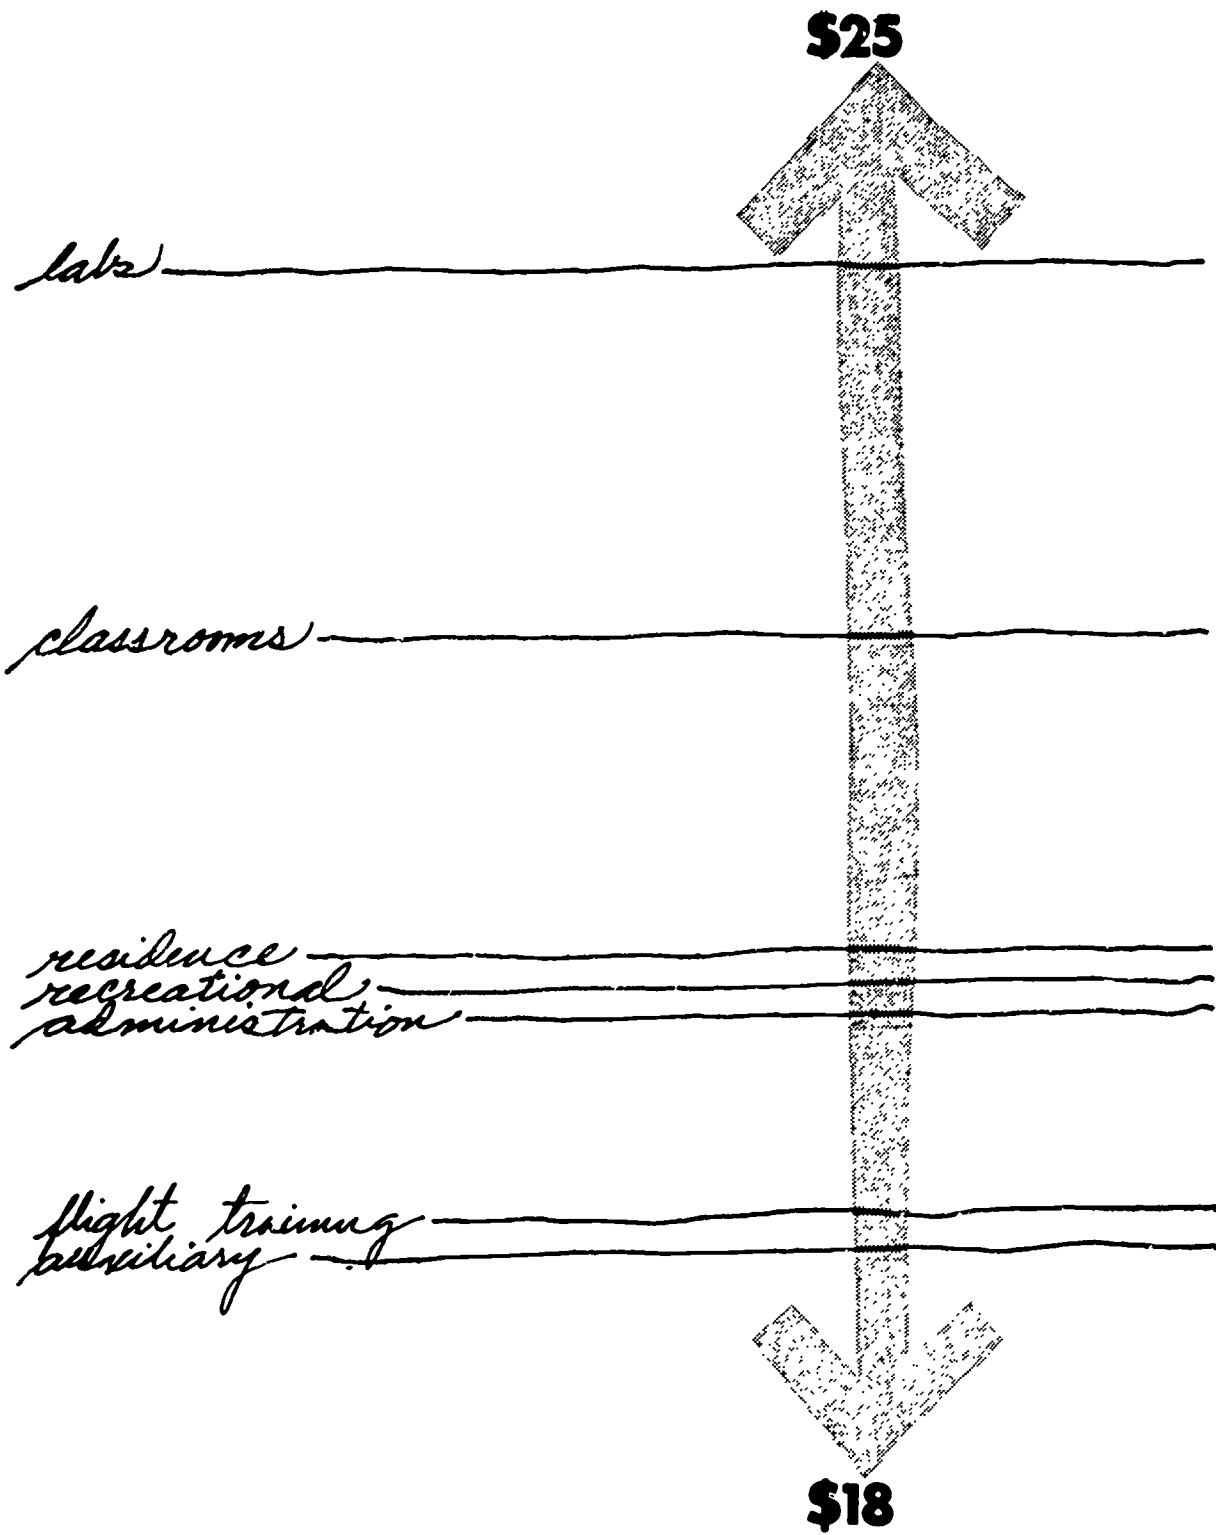 $25
labs
classrooms
residence
recreational
administration
flight training
auxiliary
$18